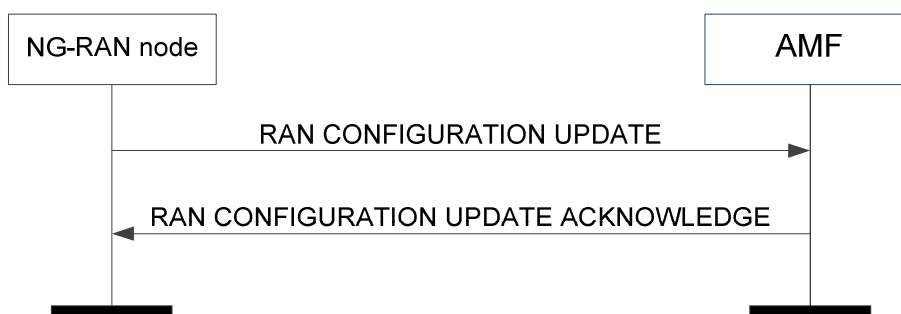 NG-RAN node
AMF
RAN CONFIGURATION UPDATE
RAN CONFIGURATION UPDATE ACKNOWLEDGE